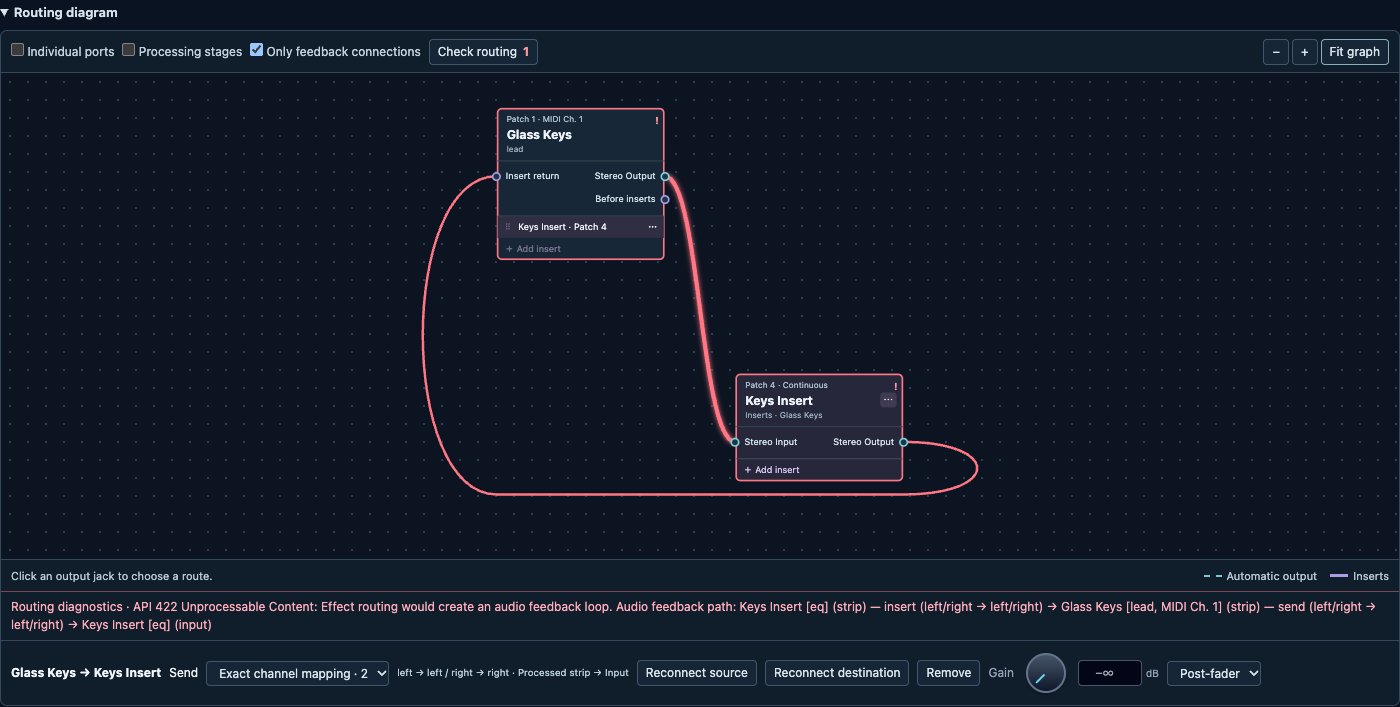 ▼ Routing diagram
Individual ports Processing stages Only feedback connections Check routing 1 − + Fit graph
Patch 1 · MIDI Ch. 1 !
Glass Keys
lead
Insert return Stereo Output
Before inserts
Keys Insert · Patch 4 ···
+ Add insert
Patch 4 · Continuous !
Keys Insert ···
Inserts · Glass Keys
Stereo Input Stereo Output
+ Add insert
Click an output jack to choose a route. Automatic output Inserts
Routing diagnostics · API 422 Unprocessable Content: Effect routing would create an audio feedback loop. Audio feedback path: Keys Insert [eq] (strip) — insert (left/right → left/right) → Glass Keys [lead, MIDI Ch. 1] (strip) — send (left/right →
left/right) → Keys Insert [eq] (input)
Glass Keys → Keys Insert Send Exact channel mapping · 2 left → left / right → right · Processed strip → Input Reconnect source Reconnect destination Remove Gain −∞ dB Post-fader